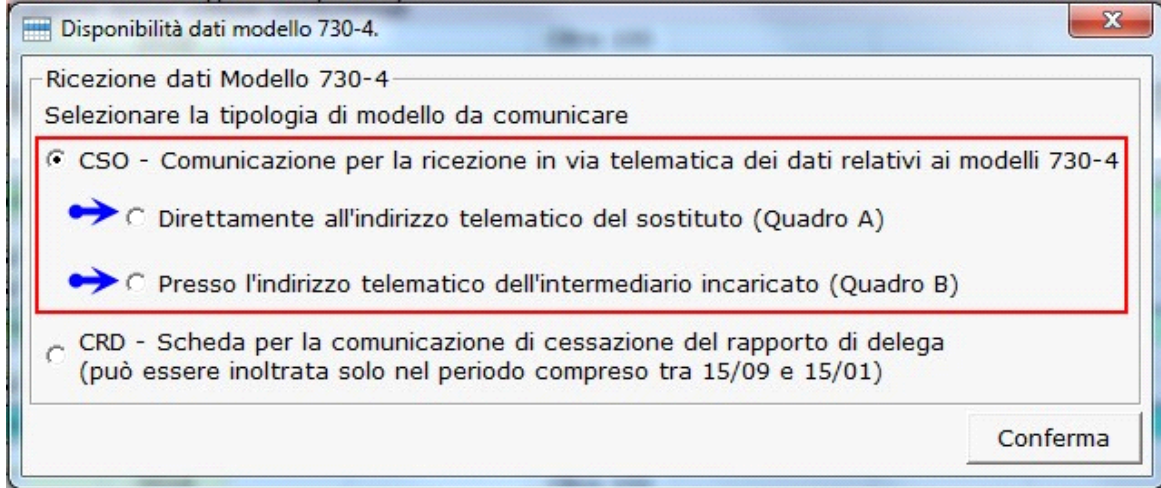 Disponibilità dati modello 730-4.
Ricezione dati Modello 730-4
Selezionare la tipologia di modello da comunicare
CSO - Comunicazione per la ricezione in via telematica dei dati relativi ai modelli 730-4
Direttamente all'indirizzo telematico del sostituto (Quadro A)
Presso l'indirizzo telematico dell'intermediario incaricato (Quadro B)
CRD - Scheda per la comunicazione di cessazione del rapporto di delega
(può essere inoltrata solo nel periodo compreso tra 15/09 e 15/01)
Conferma